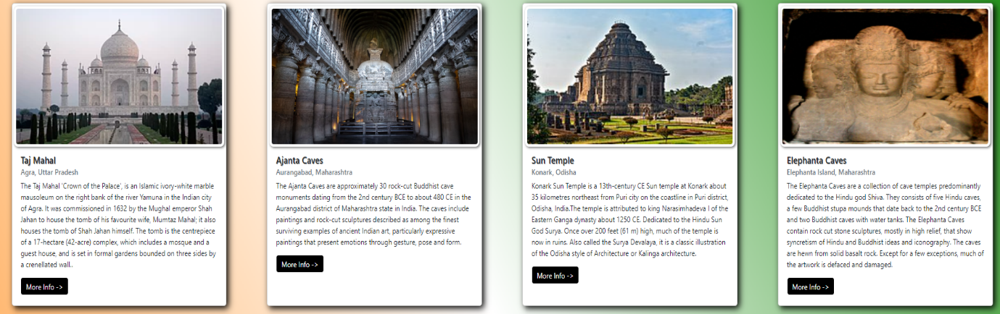 Taj Mahal
Agra, Uttar Pradesh
The Taj Mahal 'Crown of the Palace', is an Islamic ivory-white marble
mausoleum on the right bank of the river Yamuna in the Indian city
of Agra. It was commissioned in 1632 by the Mughal emperor Shah
Jahan to house the tomb of his favourite wife, Mumtaz Mahal; it also
houses the tomb of Shah Jahan himself. The tomb is the centrepiece
of a 17-hectare (42-acre) complex, which includes a mosque and a
guest house, and is set in formal gardens bounded on three sides by
a crenellated wall..
More Info ->
Ajanta Caves
Aurangabad, Maharashtra
The Ajanta Caves are approximately 30 rock-cut Buddhist cave
monuments dating from the 2nd century BCE to about 480 CE in the
Aurangabad district of Maharashtra state in India. The caves include
paintings and rock-cut sculptures described as among the finest
surviving examples of ancient Indian art, particularly expressive
paintings that present emotions through gesture, pose and form.
More Info ->
Sun Temple
Konark, Odisha
Konark Sun Temple is a 13th-century CE Sun temple at Konark about
35 kilometres northeast from Puri city on the coastline in Puri district,
Odisha, India.The temple is attributed to king Narasimhadeva I of the
Eastern Ganga dynasty about 1250 CE. Dedicated to the Hindu Sun
God Surya. Once over 200 feet (61 m) high, much of the temple is
now in ruins. Also called the Surya Devalaya, it is a classic illustration
of the Odisha style of Architecture or Kalinga architecture.
More Info ->
Elephanta Caves
Elephanta Island, Maharashtra
The Elephanta Caves are a collection of cave temples predominantly
dedicated to the Hindu god Shiva. They consists of five Hindu caves,
a few Buddhist stupa mounds that date back to the 2nd century BCE
and two Buddhist caves with water tanks. The Elephanta Caves
contain rock cut stone sculptures, mostly in high relief, that show
syncretism of Hindu and Buddhist ideas and iconography. The caves
are hewn from solid basalt rock. Except for a few exceptions, much of
the artwork is defaced and damaged.
More Info ->